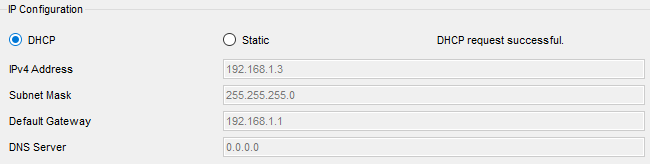 IP Configuration
DHCP Static DHCP request successful.
IPv4 Address 192.168.1.3
Subnet Mask 255.255.255.0
Default Gateway 192.168.1.1
DNS Server 0.0.0.0